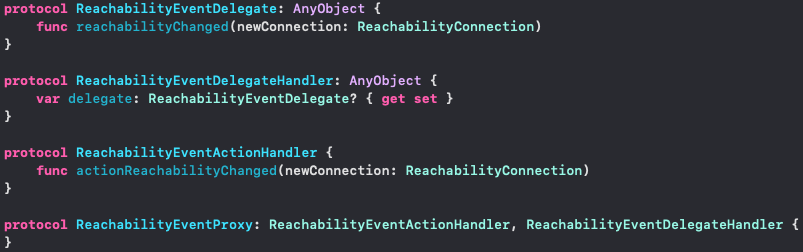 protocol ReachabilityEventDelegate: AnyObject {
    func reachabilityChanged(newConnection: ReachabilityConnection)
}

protocol ReachabilityEventDelegateHandler: AnyObject {
    var delegate: ReachabilityEventDelegate? { get set }
}

protocol ReachabilityEventActionHandler {
    func actionReachabilityChanged(newConnection: ReachabilityConnection)
}

protocol ReachabilityEventProxy: ReachabilityEventActionHandler, ReachabilityEventDelegateHandler {
}